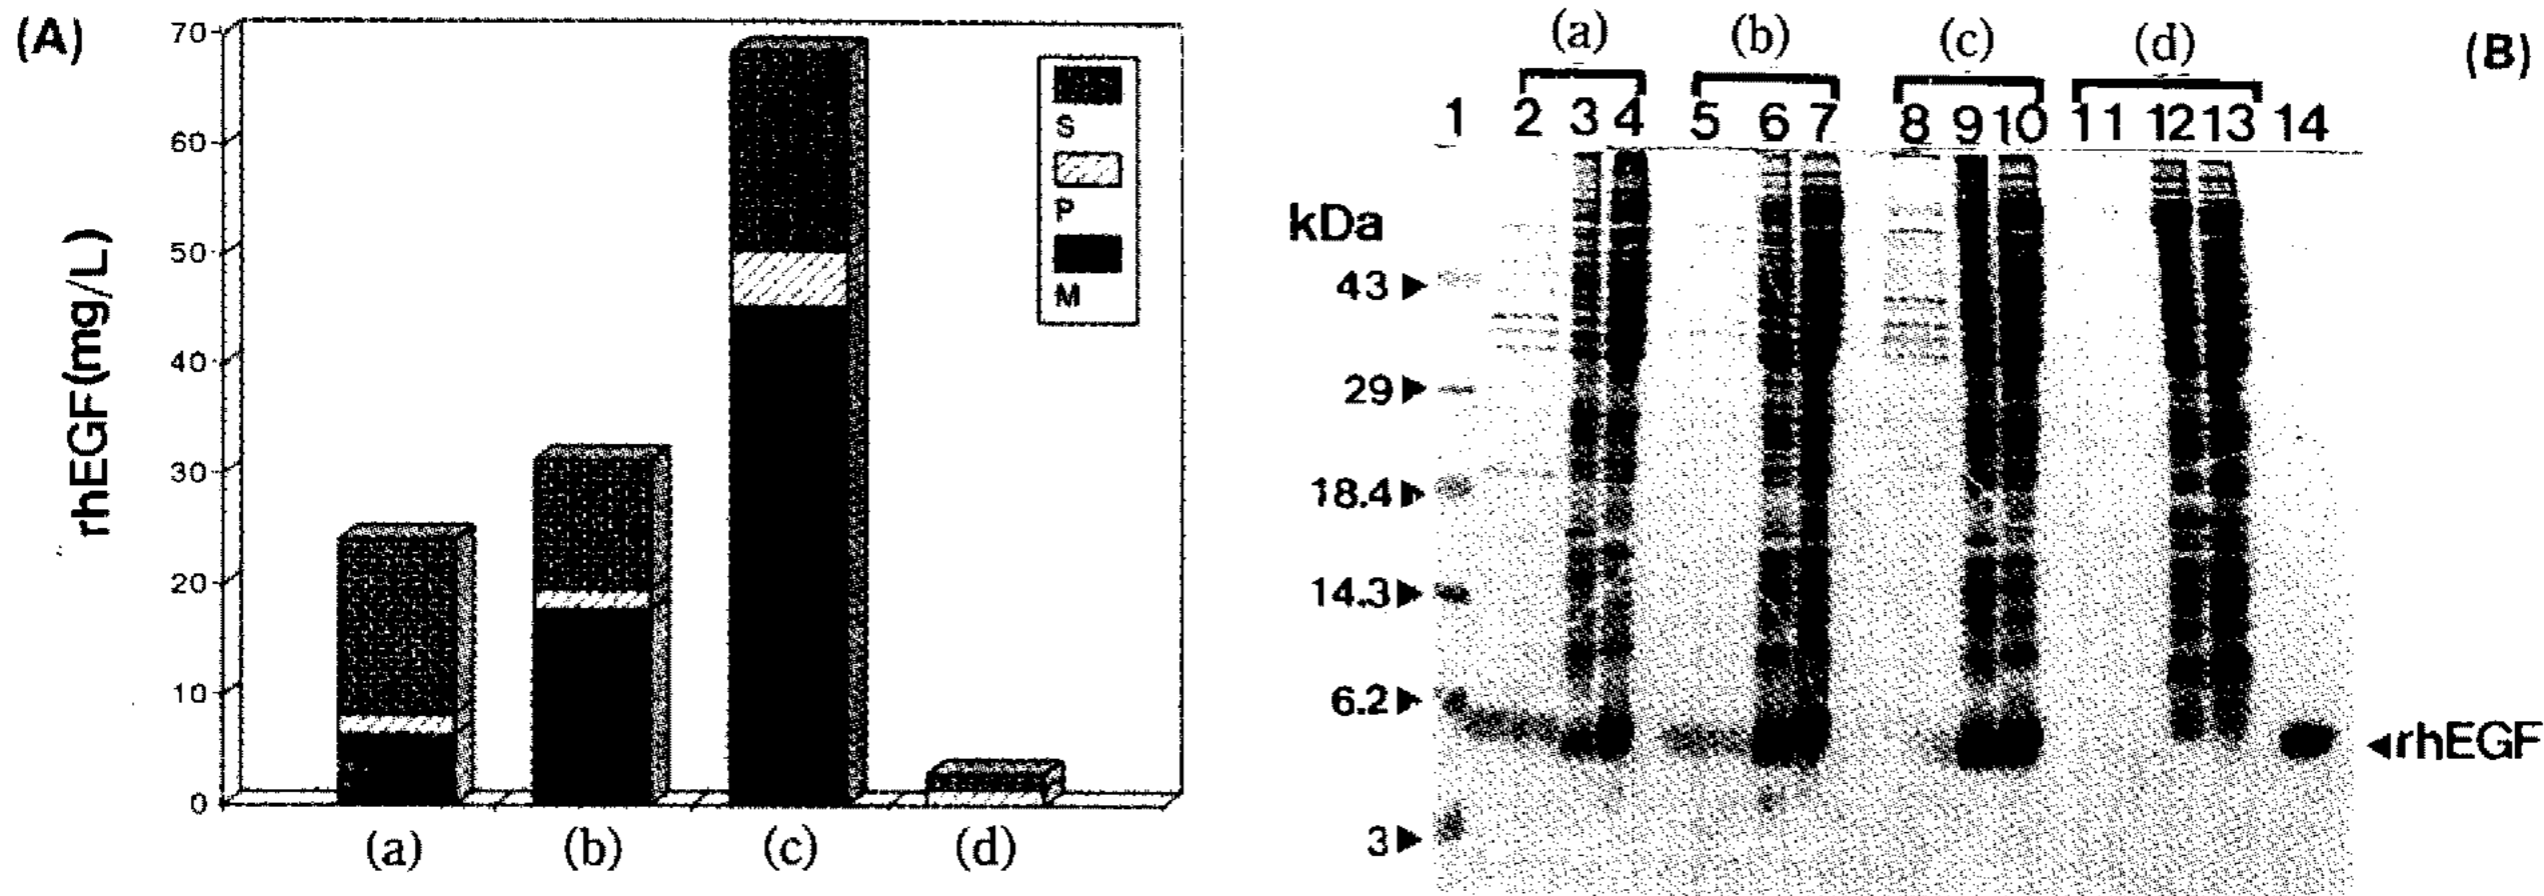 (A)
rhEGF(mg/L)
70
60
50
40
30
20
10
0
S
P
M
(a) (b) (c) (d)
(B)
(a) (b) (c) (d)
1 2 3 4 5 6 7 8 9 10 11 12 13 14
kDa
43
29
18.4
14.3
6.2
3
rhEGF